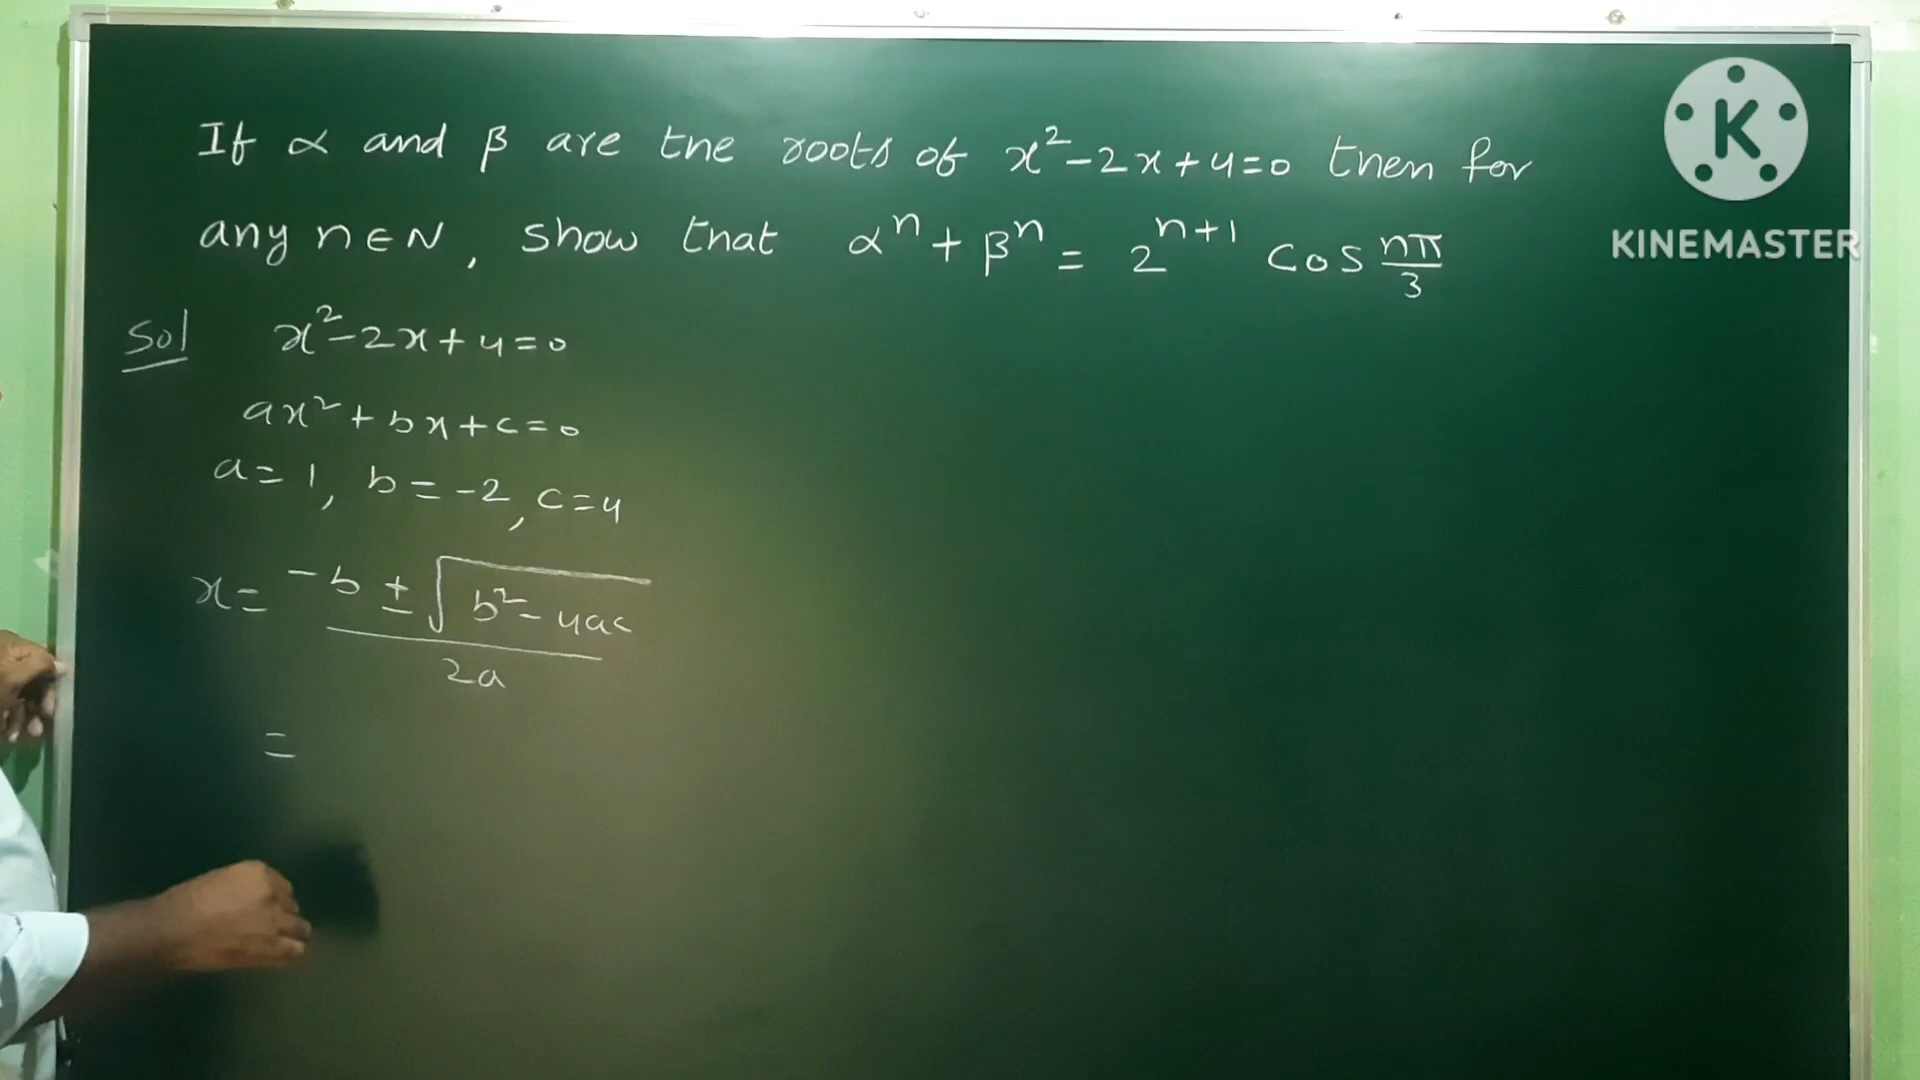 If α and β are the roots of x²-2x+4=0 then for
any n∈N, show that αⁿ+βⁿ = 2ⁿ⁺¹ cos nπ/3
Sol x²-2x+4=0
ax²+bx+c=0
a=1, b=-2, c=4
x= -b ± √(b²-4ac) / 2a
=
K
KINEMASTER